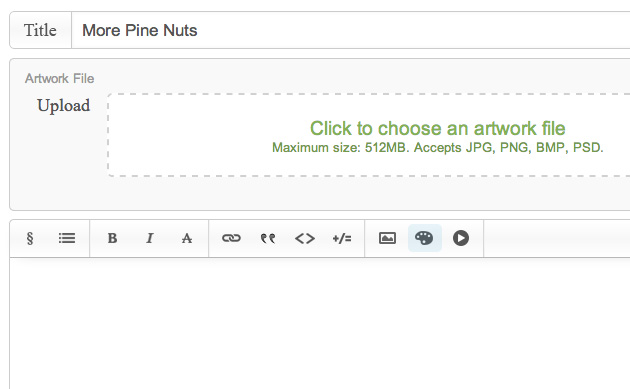 Title More Pine Nuts
Artwork File
Upload
Click to choose an artwork file
Maximum size: 512MB. Accepts JPG, PNG, BMP, PSD.
§ B I A +/=